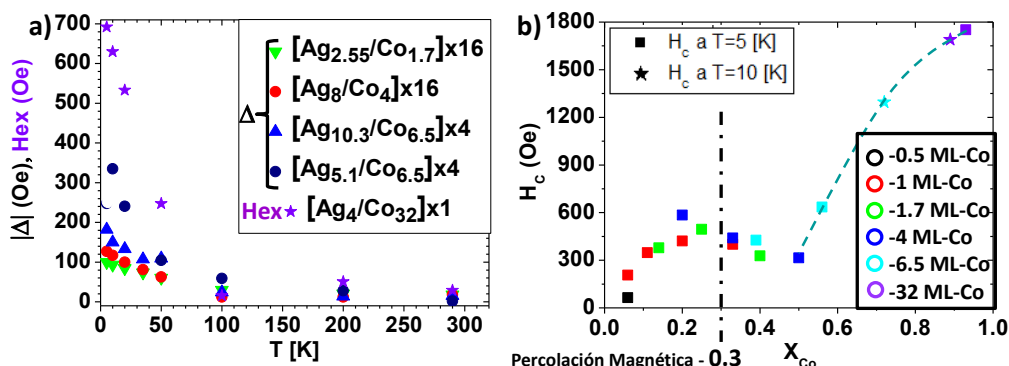 a)
|Δ| (Oe), Hex (Oe)
700
600
500
400
300
200
100
0
0 50 100 150 200 250 300
T [K]
Δ
[Ag2.55/Co1.7]x16
[Ag8/Co4]x16
[Ag10.3/Co6.5]x4
[Ag5.1/Co6.5]x4
Hex [Ag4/Co32]x1
b)
Hc (Oe)
1800
1500
1200
900
600
300
0
0.0 0.2 0.4 0.6 0.8 1.0
XCo
Hc a T=5 [K]
Hc a T=10 [K]
-0.5 ML-Co
-1 ML-Co
-1.7 ML-Co
-4 ML-Co
-6.5 ML-Co
-32 ML-Co
Percolación Magnética - 0.3